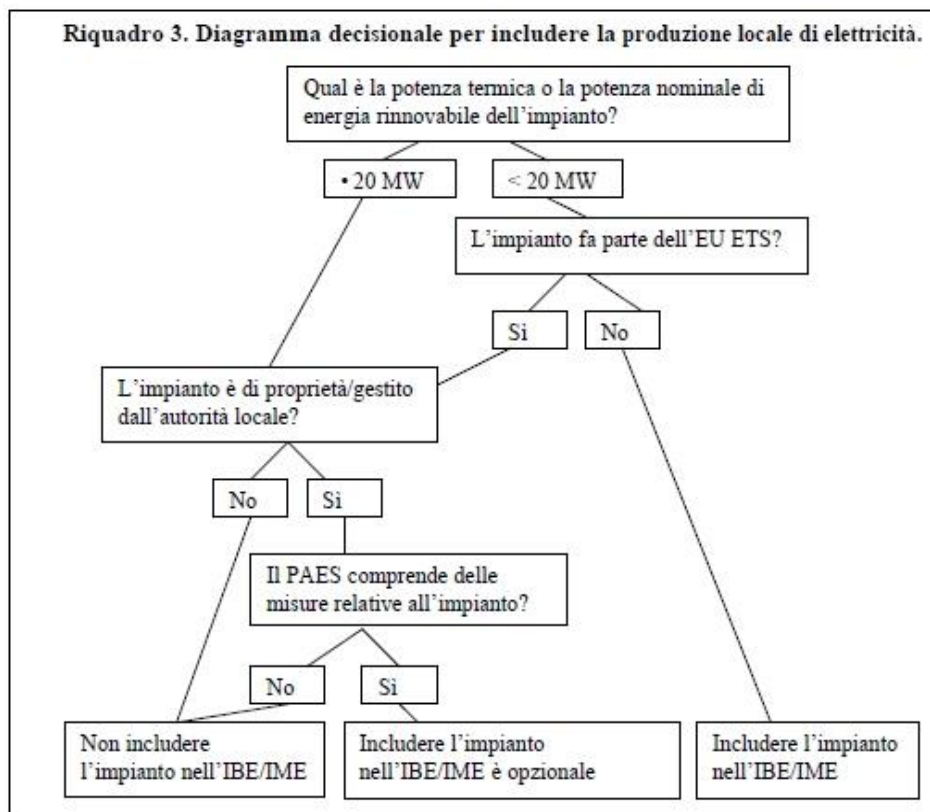 Riquadro 3. Diagramma decisionale per includere la produzione locale di elettricità.
Qual è la potenza termica o la potenza nominale di
energia rinnovabile dell'impianto?
• 20 MW
< 20 MW
L'impianto fa parte dell'EU ETS?
Sì
No
L'impianto è di proprietà/gestito
dall'autorità locale?
No
Sì
Il PAES comprende delle
misure relative all'impianto?
No
Sì
Non includere
l'impianto nell'IBE/IME
Includere l'impianto
nell'IBE/IME è opzionale
Includere l'impianto
nell'IBE/IME